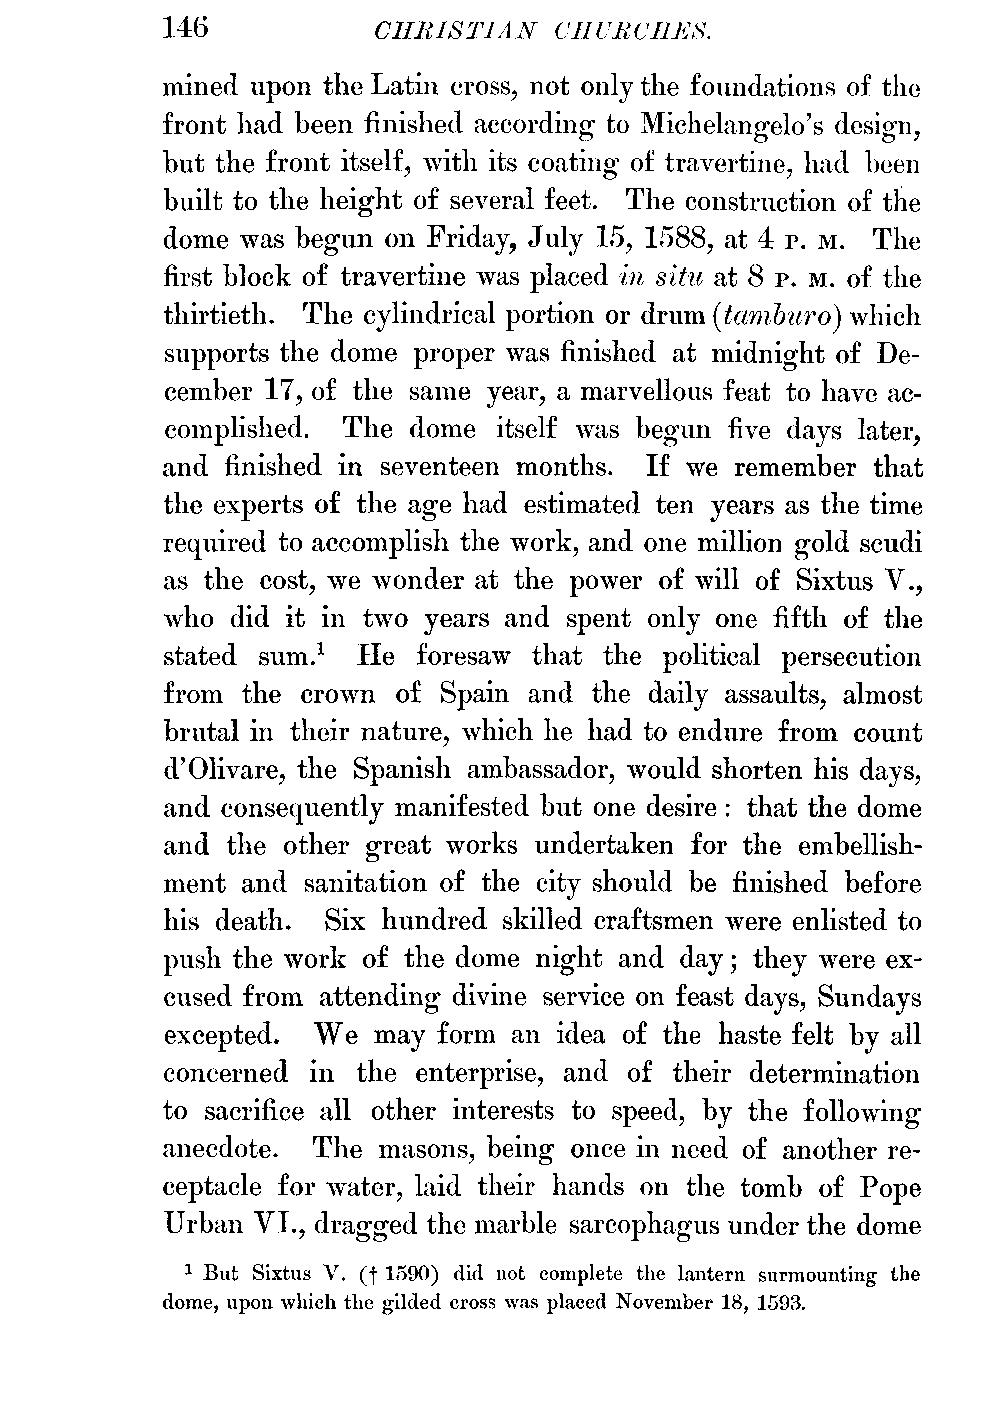 146 CHRISTIAN CHURCHES.
mined upon the Latin cross, not only the foundations of the
front had been finished according to Michelangelo's design,
but the front itself, with its coating of travertine, had been
built to the height of several feet. The construction of the
dome was begun on Friday, July 15, 1588, at 4 P. M. The
first block of travertine was placed in situ at 8 P. M. of the
thirtieth. The cylindrical portion or drum (tamburo) which
supports the dome proper was finished at midnight of De-
cember 17, of the same year, a marvellous feat to have ac-
complished. The dome itself was begun five days later,
and finished in seventeen months. If we remember that
the experts of the age had estimated ten years as the time
required to accomplish the work, and one million gold scudi
as the cost, we wonder at the power of will of Sixtus V.,
who did it in two years and spent only one fifth of the
stated sum.¹ He foresaw that the political persecution
from the crown of Spain and the daily assaults, almost
brutal in their nature, which he had to endure from count
d'Olivare, the Spanish ambassador, would shorten his days,
and consequently manifested but one desire : that the dome
and the other great works undertaken for the embellish-
ment and sanitation of the city should be finished before
his death. Six hundred skilled craftsmen were enlisted to
push the work of the dome night and day ; they were ex-
cused from attending divine service on feast days, Sundays
excepted. We may form an idea of the haste felt by all
concerned in the enterprise, and of their determination
to sacrifice all other interests to speed, by the following
anecdote. The masons, being once in need of another re-
ceptacle for water, laid their hands on the tomb of Pope
Urban VI., dragged the marble sarcophagus under the dome
¹ But Sixtus V. († 1590) did not complete the lantern surmounting the
dome, upon which the gilded cross was placed November 18, 1593.